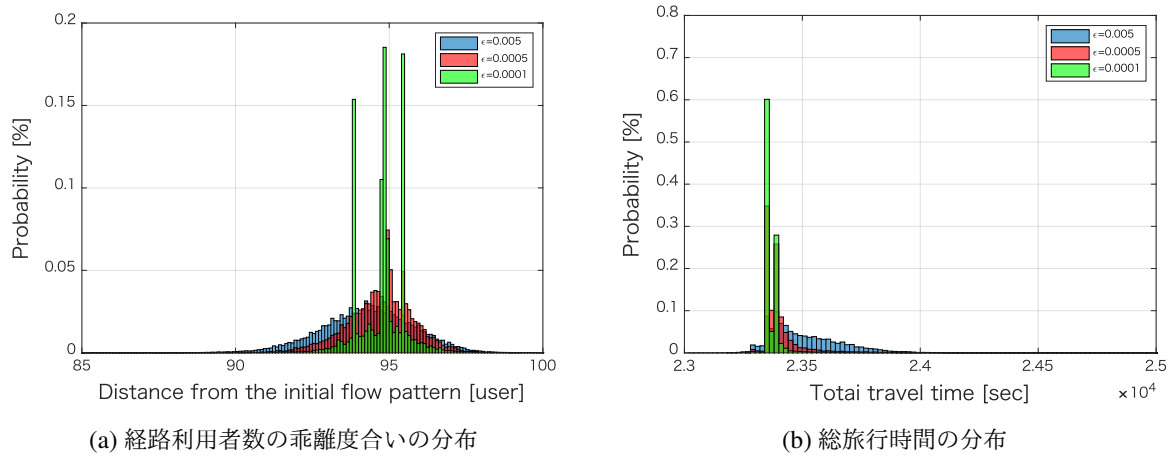 0.2
0.15
0.1
0.05
0
Probability [%]
ϵ=0.005
ϵ=0.0005
ϵ=0.0001
85
90
95
100
Distance from the initial flow pattern [user]
(a) 経路利用者数の乖離度合いの分布
0.8
0.7
0.6
0.5
0.4
0.3
0.2
0.1
0
Probability [%]
ϵ=0.005
ϵ=0.0005
ϵ=0.0001
2.3
2.35
2.4
2.45
2.5
×10⁴
Total travel time [sec]
(b) 総旅行時間の分布